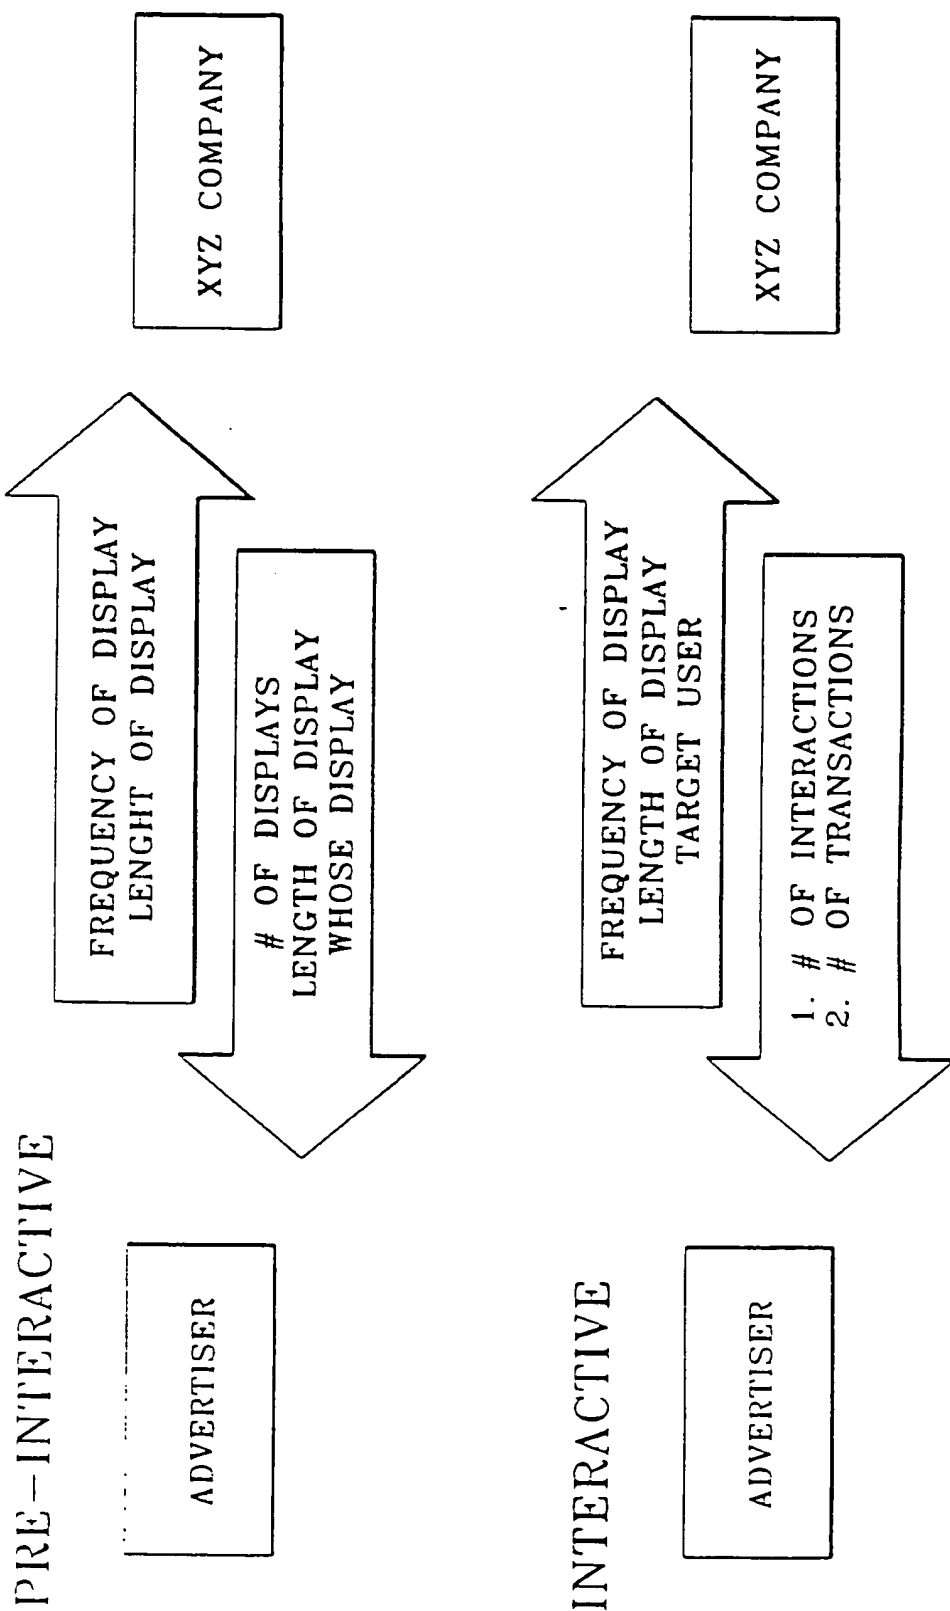 PRE-INTERACTIVE
ADVERTISER
FREQUENCY OF DISPLAY
LENGHT OF DISPLAY
# OF DISPLAYS
LENGTH OF DISPLAY
WHOSE DISPLAY
XYZ COMPANY
INTERACTIVE
ADVERTISER
FREQUENCY OF DISPLAY
LENGTH OF DISPLAY
TARGET USER
1. # OF INTERACTIONS
2. # OF TRANSACTIONS
XYZ COMPANY